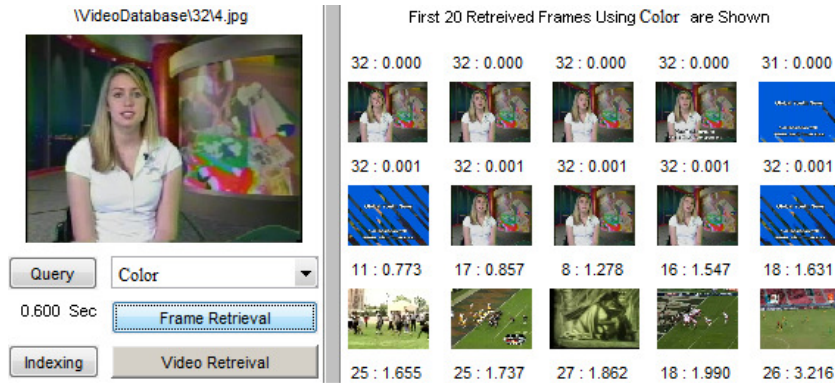 \VideoDatabase\32\4.jpg
First 20 Retreived Frames Using Color are Shown
32 : 0.000 32 : 0.000 32 : 0.000 32 : 0.000 31 : 0.000
32 : 0.001 32 : 0.001 32 : 0.001 32 : 0.001 32 : 0.001
11 : 0.773 17 : 0.857 8 : 1.278 16 : 1.547 18 : 1.631
25 : 1.655 25 : 1.737 27 : 1.862 18 : 1.990 26 : 3.216
Query
Color
0.600 Sec
Frame Retrieval
Indexing
Video Retreival